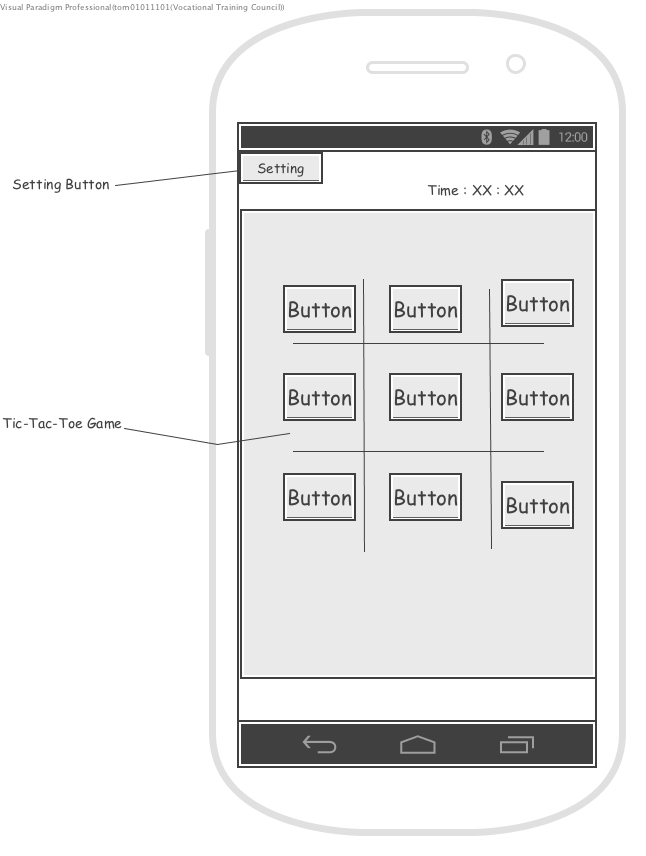 Visual Paradigm Professional(tom01011101(Vocational Training Council))
12:00
Setting
Setting Button
Time : XX : XX
Button Button Button
Button Button Button
Tic-Tac-Toe Game
Button Button Button